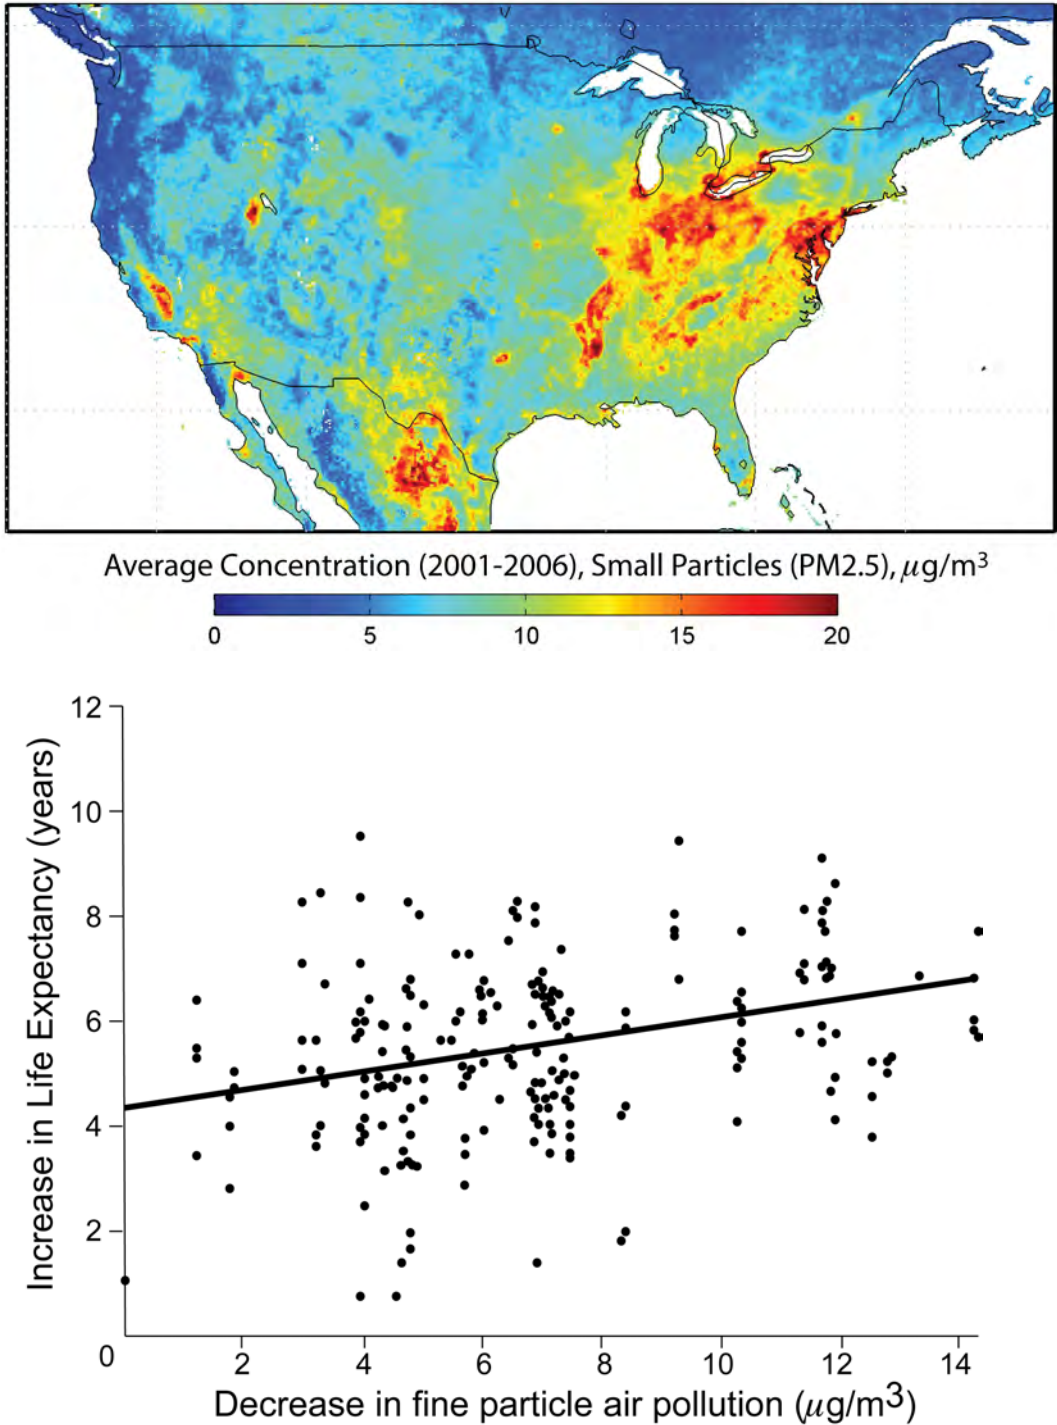 Average Concentration (2001-2006), Small Particles (PM2.5), μg/m³
0 5 10 15 20
12
10
8
6
4
2
0
Increase in Life Expectancy (years)
2 4 6 8 10 12 14
Decrease in fine particle air pollution (μg/m³)